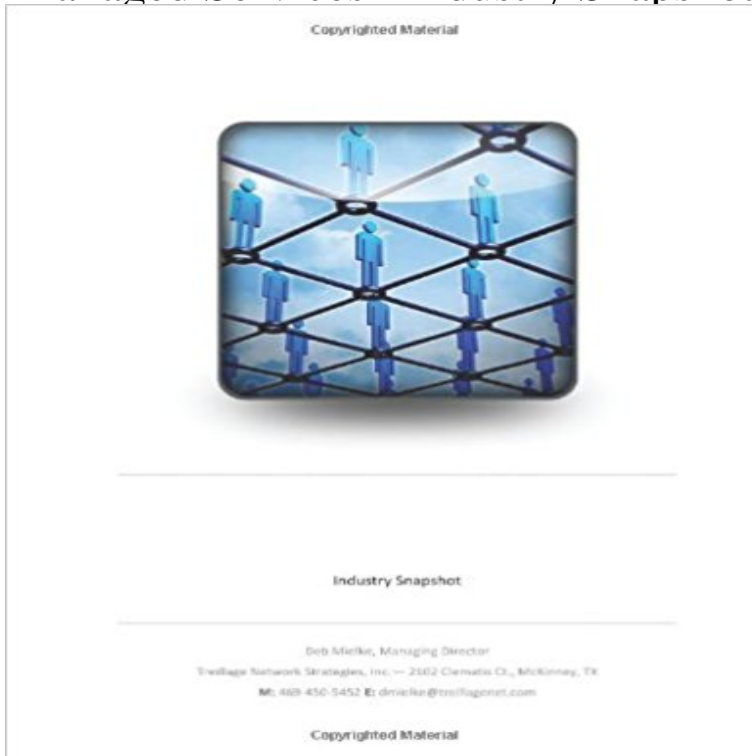 Copyrighted Material
Industry Snapshot
Deb Mielke, Managing Director
Treillage Network Strategies, Inc. — 2102 Clematis Ct., McKinney, TX
M: 469-450-5452 E: dmielke@treillagenet.com
Copyrighted Material